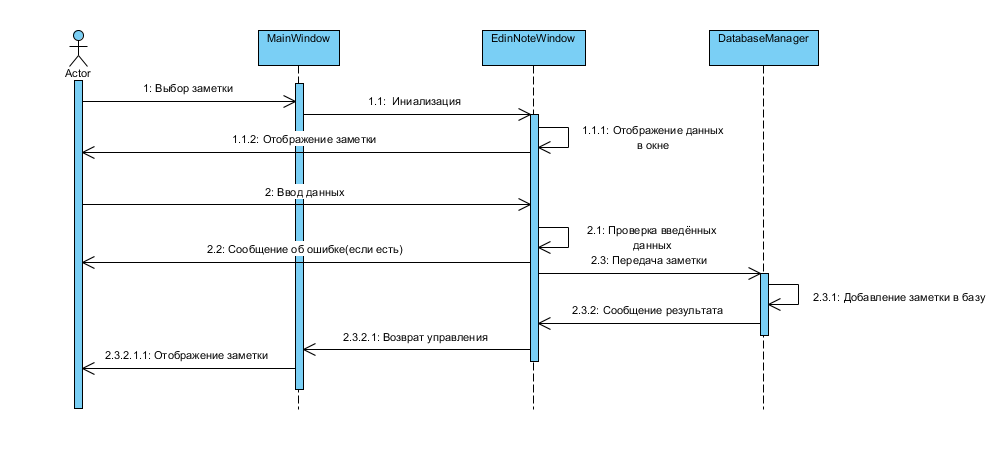 MainWindow
EdinNoteWindow
DatabaseManager
Actor
1: Выбор заметки
1.1:  Иниализация
1.1.1: Отображение данных
в окне
1.1.2: Отображение заметки
2: Ввод данных
2.1: Проверка введённых
данных
2.2: Сообщение об ошибке(если есть)
2.3: Передача заметки
2.3.1: Добавление заметки в базу
2.3.2: Сообщение результата
2.3.2.1: Возврат управления
2.3.2.1.1: Отображение заметки